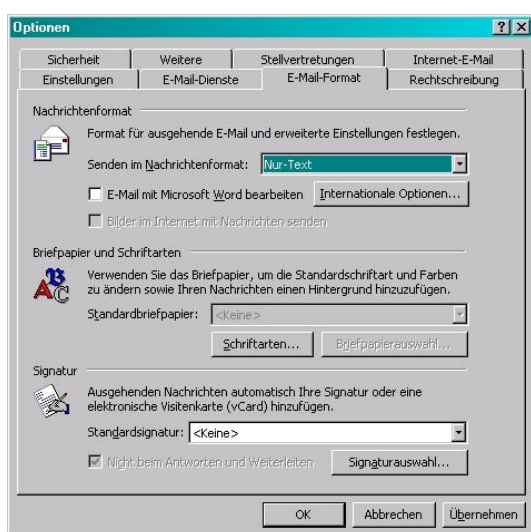 Optionen
Sicherheit Weitere Stellvertretungen Internet-E-Mail
Einstellungen E-Mail-Dienste E-Mail-Format Rechtschreibung
Nachrichtenformat
Format für ausgehende E-Mail und erweiterte Einstellungen festlegen.
Senden im Nachrichtenformat: Nur-Text
E-Mail mit Microsoft Word bearbeiten Internationale Optionen...
Bilder im Internet mit Nachrichten senden
Briefpapier und Schriftarten
Verwenden Sie das Briefpapier, um die Standardschriftart und Farben
zu ändern sowie Ihren Nachrichten einen Hintergrund hinzuzufügen.
Standardbriefpapier: <Keine>
Schriftarten... Briefpapierauswahl...
Signatur
Ausgehenden Nachrichten automatisch Ihre Signatur oder eine
elektronische Visitenkarte (vCard) hinzufügen.
Standardsignatur: <Keine>
Nicht beim Antworten und Weiterleiten Signaturauswahl...
OK Abbrechen Übernehmen